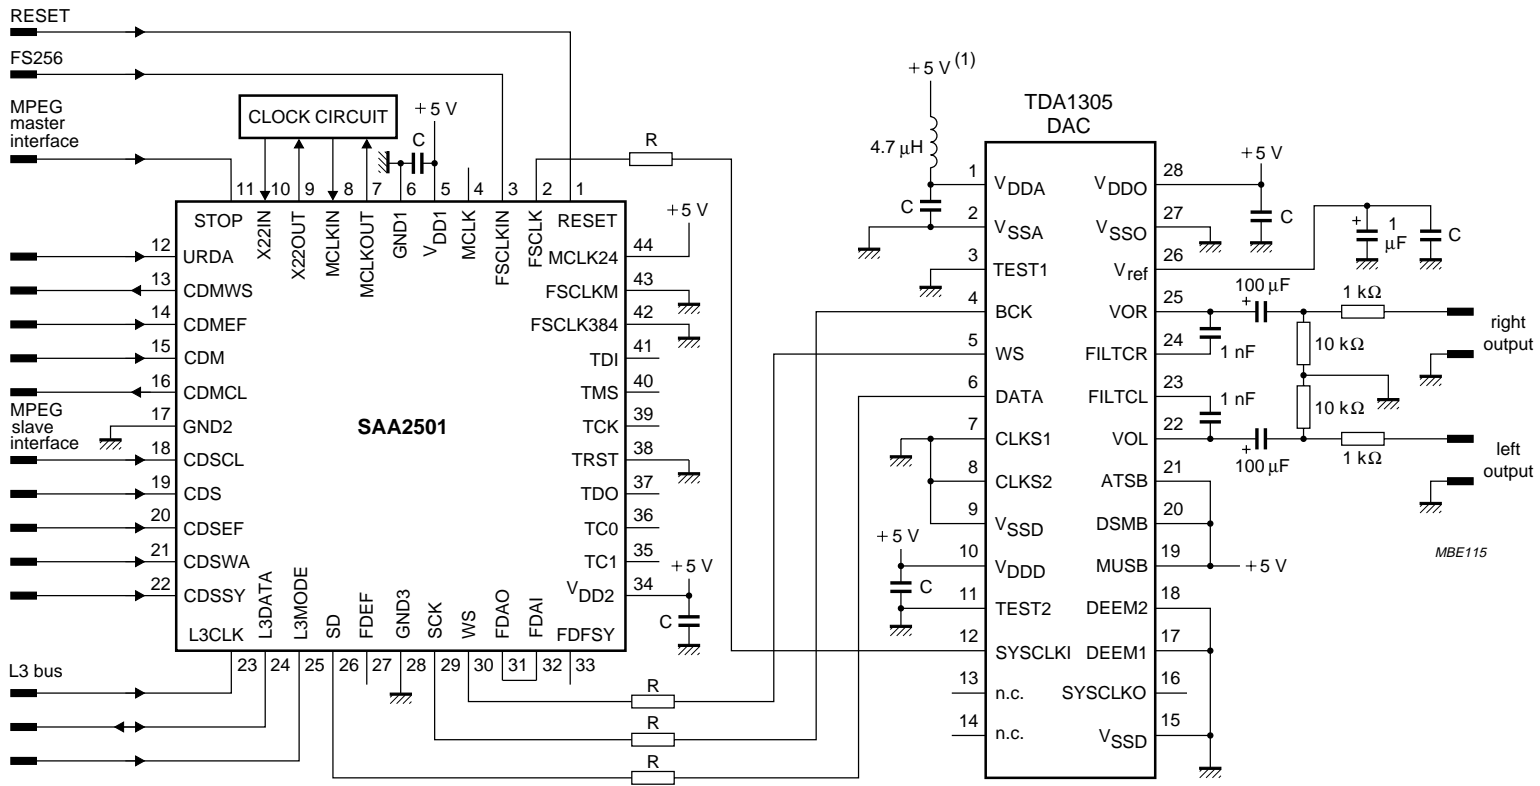 RESET
FS256
MPEG
master
interface
CLOCK CIRCUIT
+5 V
C
R
11 10 9 8 7 6 5 4 3 2 1
STOP
X22IN
X22OUT
MCLKIN
MCLKOUT
GND1
VDD1
MCLK
FSCLKIN
FSCLK
RESET
12 URDA
13 CDMWS
14 CDMEF
15 CDM
16 CDMCL
MPEG
slave
interface
17 GND2
18 CDSCL
19 CDS
20 CDSEF
21 CDSWA
22 CDSSY
SAA2501
+5 V
MCLK24 44
FSCLKM 43
FSCLK384 42
TDI 41
TMS 40
TCK 39
TRST 38
TDO 37
TC0 36
TC1 35
+5 V
VDD2 34
C
L3CLK
L3DATA
L3MODE
SD
FDEF
GND3
SCK
WS
FDAO
FDAI
FDFSY
23 24 25 26 27 28 29 30 31 32 33
L3 bus
R
R
R
+5 V (1)
4.7 μH
C
TDA1305
DAC
1 VDDA
2 VSSA
3 TEST1
4 BCK
5 WS
6 DATA
7 CLKS1
8 CLKS2
9 VSSD
+5 V
10 VDDD
C
11 TEST2
12 SYSCLKI
13 n.c.
14 n.c.
VDDO 28
VSSO 27
Vref 26
VOR 25
FILTCR 24
FILTCL 23
VOL 22
ATSB 21
DSMB 20
MUSB 19
DEEM2 18
DEEM1 17
SYSCLKO 16
VSSD 15
+5 V
C
+ 1
μF
C
100 μF
+
1 kΩ
1 nF
10 kΩ
right
output
1 nF
10 kΩ
+
100 μF
1 kΩ
left
output
+5 V
MBE115